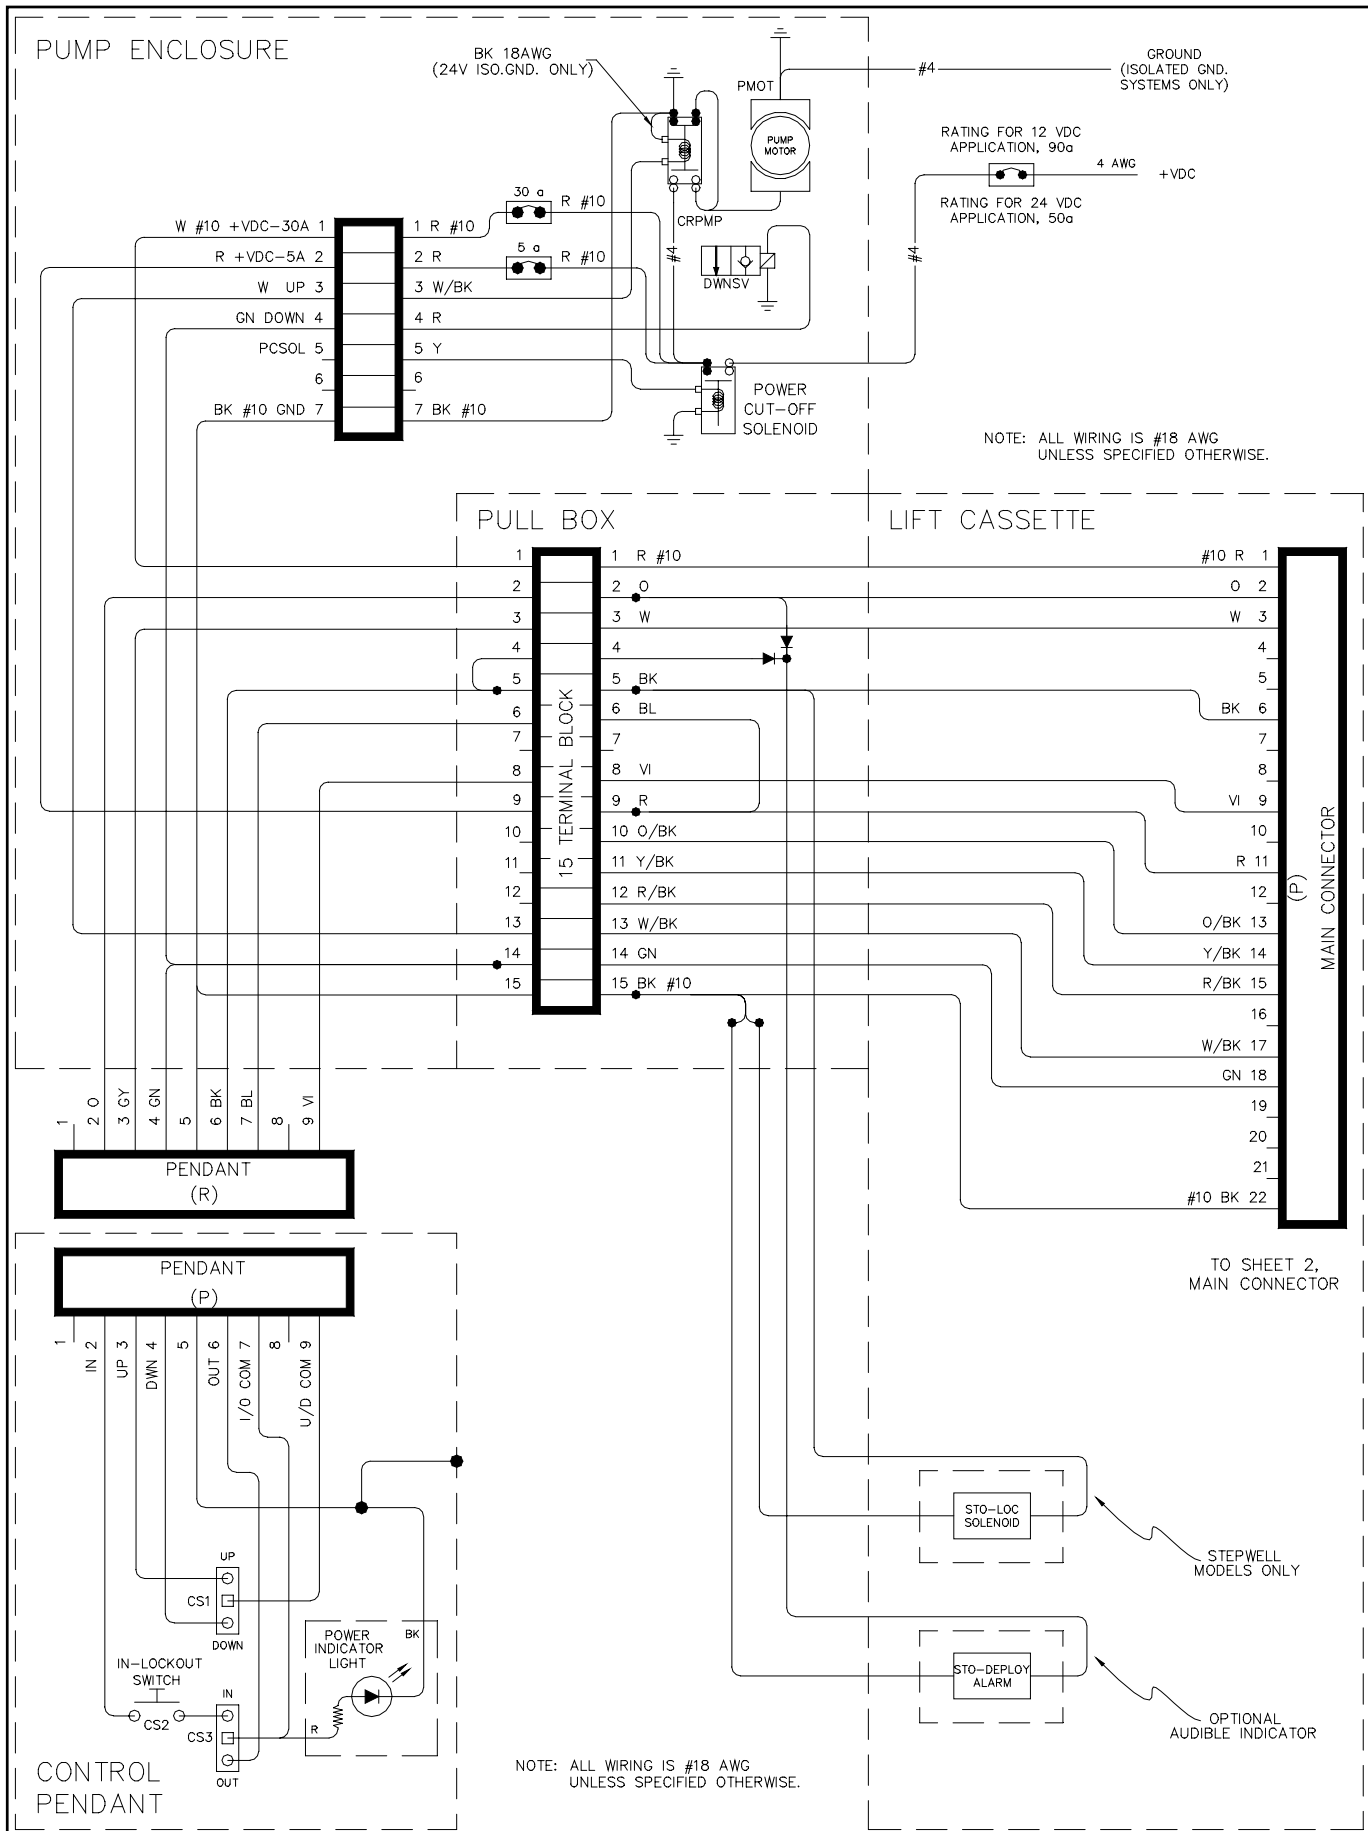 PUMP ENCLOSURE
BK 18AWG
(24V ISO.GND. ONLY)
PMOT
#4
GROUND
(ISOLATED GND.
SYSTEMS ONLY)
PUMP
MOTOR
RATING FOR 12 VDC
APPLICATION, 90a
4 AWG
+VDC
RATING FOR 24 VDC
APPLICATION, 50a
CRPMP
#4
#4
DWNSV
30 a
R #10
5 a
R #10
W #10 +VDC-30A 1
1 R #10
R +VDC-5A 2
2 R
W UP 3
3 W/BK
GN DOWN 4
4 R
PCSOL 5
5 Y
6
6
BK #10 GND 7
7 BK #10
POWER
CUT-OFF
SOLENOID
NOTE: ALL WIRING IS #18 AWG
UNLESS SPECIFIED OTHERWISE.
PULL BOX
LIFT CASSETTE
1
1 R #10
#10 R 1
2
2 O
O 2
3
3 W
W 3
4
4
4
5
5 BK
5
6
6 BL
BK 6
7
7
7
8
8 VI
8
9
9 R
VI 9
10
10 O/BK
10
11
11 Y/BK
R 11
12
12 R/BK
12
13
13 W/BK
O/BK 13
14
14 GN
Y/BK 14
15
15 BK #10
R/BK 15
16
W/BK 17
GN 18
19
20
21
#10 BK 22
15 TERMINAL BLOCK
(P)
MAIN CONNECTOR
TO SHEET 2,
MAIN CONNECTOR
1
2 O
3 GY
4 GN
5
6 BK
7 BL
8
9 VI
PENDANT
(R)
PENDANT
(P)
1
IN 2
UP 3
DWN 4
5
OUT 6
I/O COM 7
8
U/D COM 9
UP
CS1
DOWN
IN-LOCKOUT
SWITCH
CS2
IN
CS3
OUT
POWER
INDICATOR
LIGHT
BK
R
CONTROL
PENDANT
NOTE: ALL WIRING IS #18 AWG
UNLESS SPECIFIED OTHERWISE.
STO-LOC
SOLENOID
STEPWELL
MODELS ONLY
STO-DEPLOY
ALARM
OPTIONAL
AUDIBLE INDICATOR